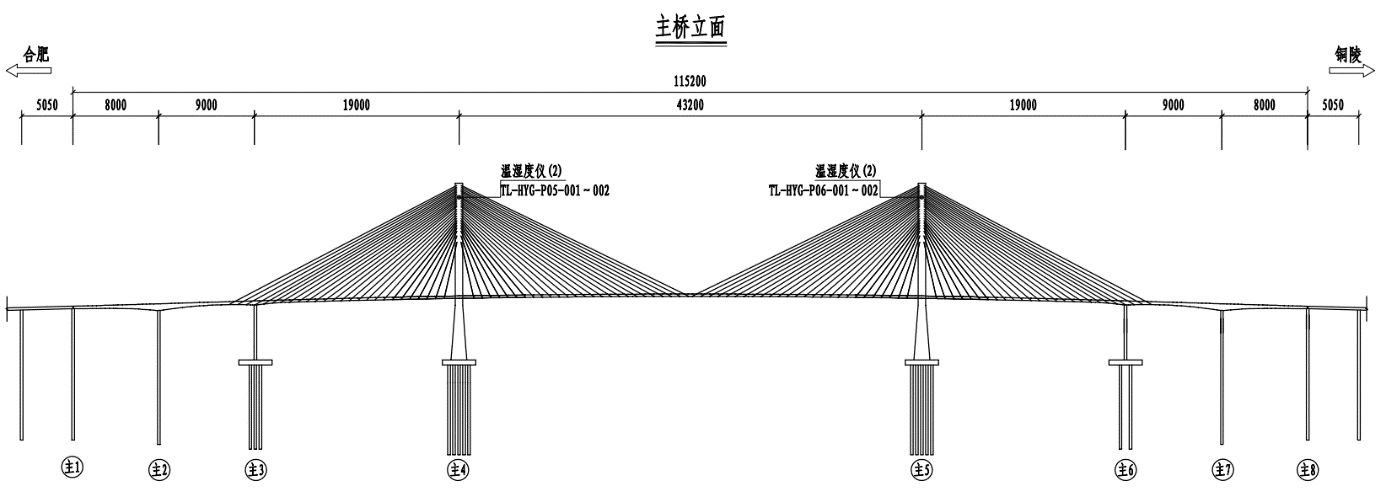 主桥立面
合肥
铜陵
115200
5050 8000 9000 19000 43200 19000 9000 8000 5050
温湿度仪(2)
TL-HYG-P05-001~002
温湿度仪(2)
TL-HYG-P06-001~002
主1 主2 主3 主4 主5 主6 主7 主8